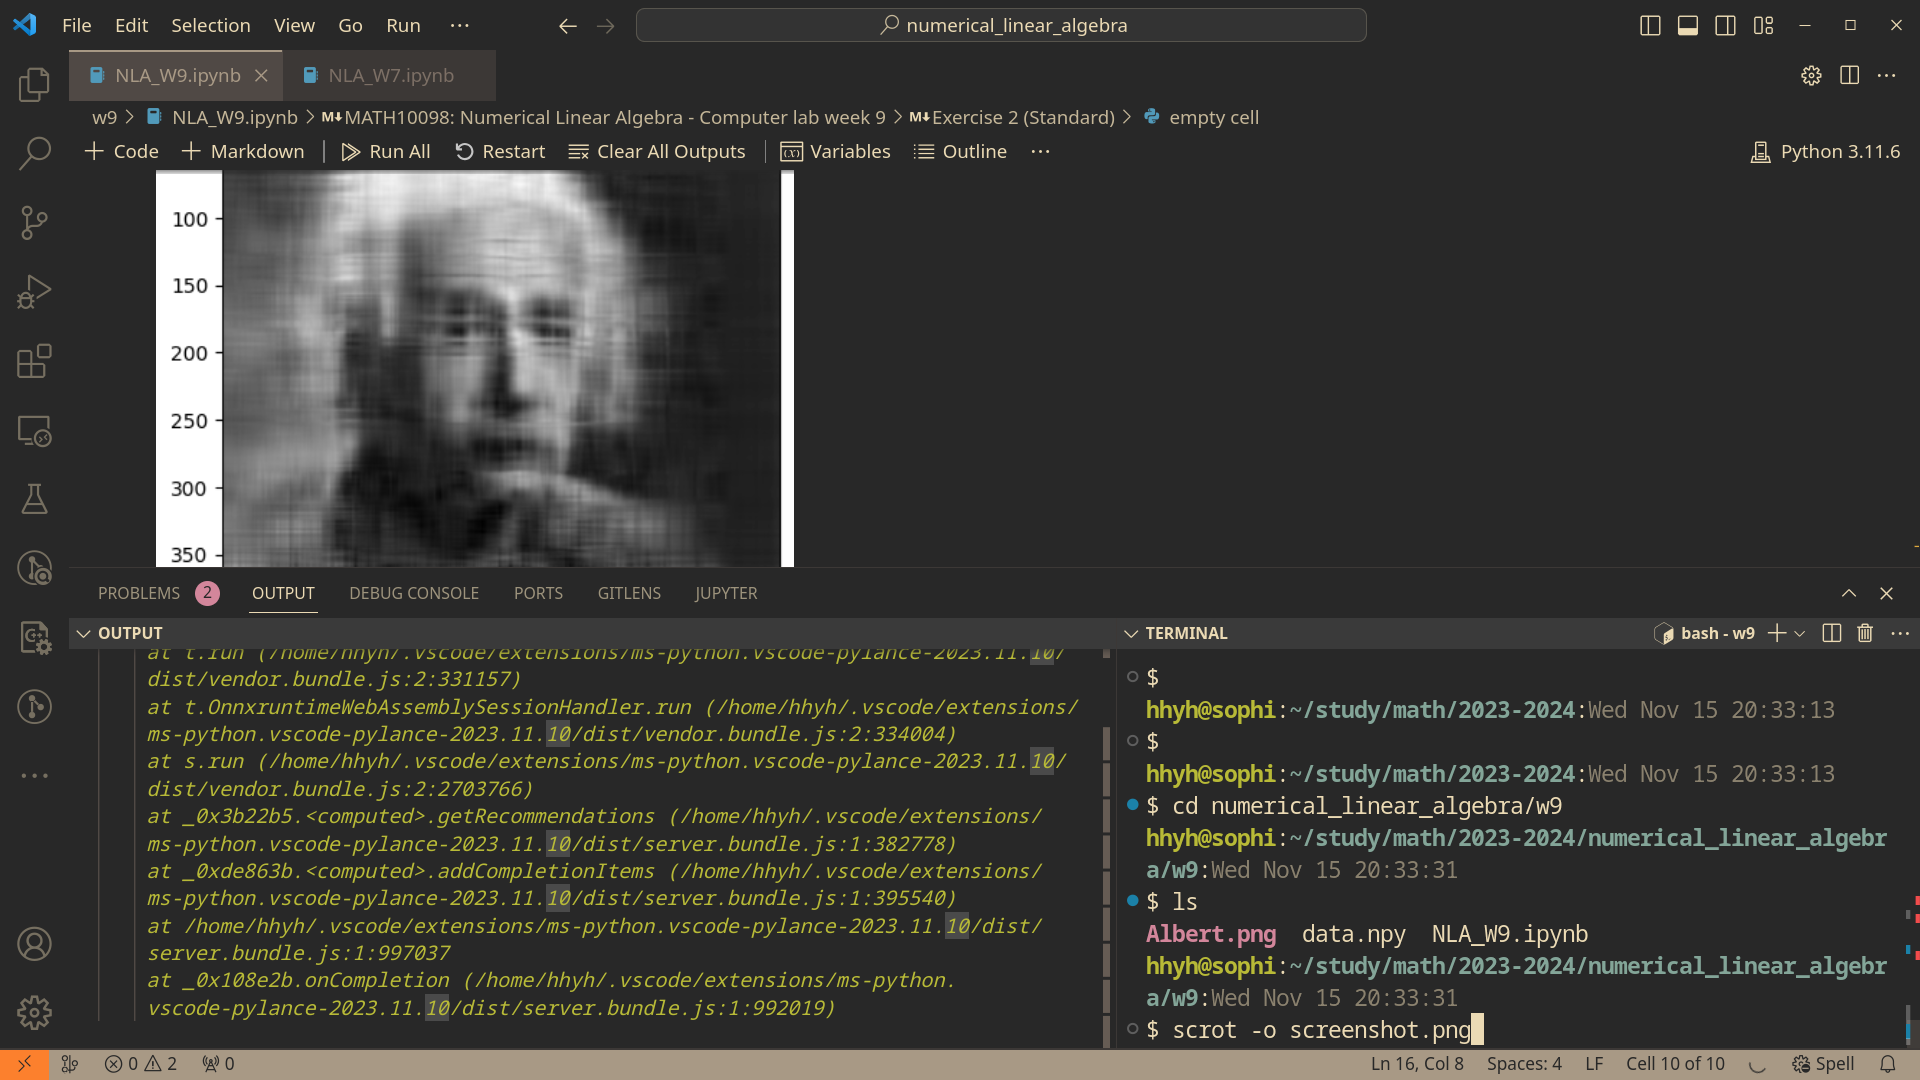 File Edit Selection View Go Run ··· numerical_linear_algebra
NLA_W9.ipynb NLA_W7.ipynb
w9 > NLA_W9.ipynb > MATH10098: Numerical Linear Algebra - Computer lab week 9 > Exercise 2 (Standard) > empty cell
+ Code + Markdown | Run All Restart Clear All Outputs | Variables Outline ··· Python 3.11.6
100
150
200
250
300
350
PROBLEMS 2 OUTPUT DEBUG CONSOLE PORTS GITLENS JUPYTER
OUTPUT
at t.run (/home/hhyh/.vscode/extensions/ms-python.vscode-pylance-2023.11.10/
dist/vendor.bundle.js:2:331157)
at t.OnnxruntimeWebAssemblySessionHandler.run (/home/hhyh/.vscode/extensions/
ms-python.vscode-pylance-2023.11.10/dist/vendor.bundle.js:2:334004)
at s.run (/home/hhyh/.vscode/extensions/ms-python.vscode-pylance-2023.11.10/
dist/vendor.bundle.js:2:2703766)
at _0x3b22b5.<computed>.getRecommendations (/home/hhyh/.vscode/extensions/
ms-python.vscode-pylance-2023.11.10/dist/server.bundle.js:1:382778)
at _0xde863b.<computed>.addCompletionItems (/home/hhyh/.vscode/extensions/
ms-python.vscode-pylance-2023.11.10/dist/server.bundle.js:1:395540)
at /home/hhyh/.vscode/extensions/ms-python.vscode-pylance-2023.11.10/dist/
server.bundle.js:1:997037
at _0x108e2b.onCompletion (/home/hhyh/.vscode/extensions/ms-python.
vscode-pylance-2023.11.10/dist/server.bundle.js:1:992019)
TERMINAL bash - w9
$
hhyh@sophi:~/study/math/2023-2024:Wed Nov 15 20:33:13
$
hhyh@sophi:~/study/math/2023-2024:Wed Nov 15 20:33:13
$ cd numerical_linear_algebra/w9
hhyh@sophi:~/study/math/2023-2024/numerical_linear_algebr
a/w9:Wed Nov 15 20:33:31
$ ls
Albert.png data.npy NLA_W9.ipynb
hhyh@sophi:~/study/math/2023-2024/numerical_linear_algebr
a/w9:Wed Nov 15 20:33:31
$ scrot -o screenshot.png
0 2 0 Ln 16, Col 8 Spaces: 4 LF Cell 10 of 10 Spell